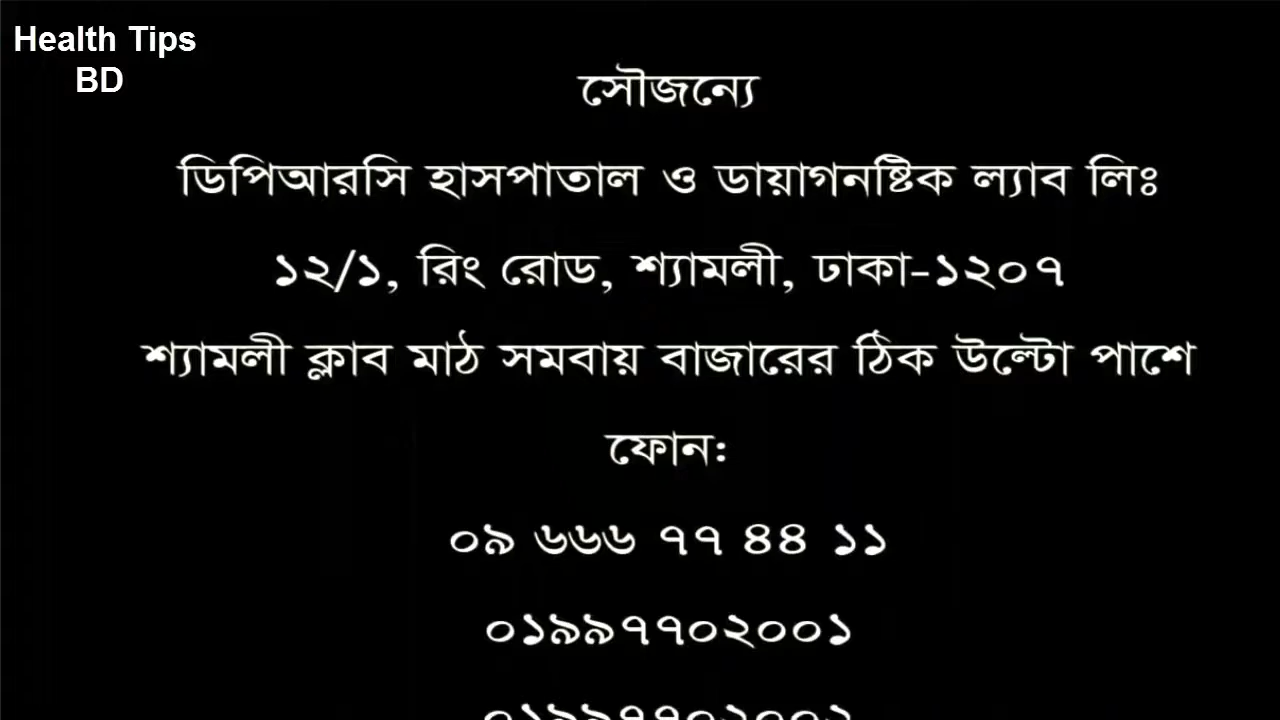 Health Tips
BD
সৌজন্যে
ডিপিআরসি হাসপাতাল ও ডায়াগনষ্টিক ল্যাব লিঃ
১২/১, রিং রোড, শ্যামলী, ঢাকা-১২০৭
শ্যামলী ক্লাব মাঠ সমবায় বাজারের ঠিক উল্টো পাশে
ফোন:
০৯ ৬৬৬ ৭৭ ৪৪ ১১
০১৯৯৭৭০২০০১